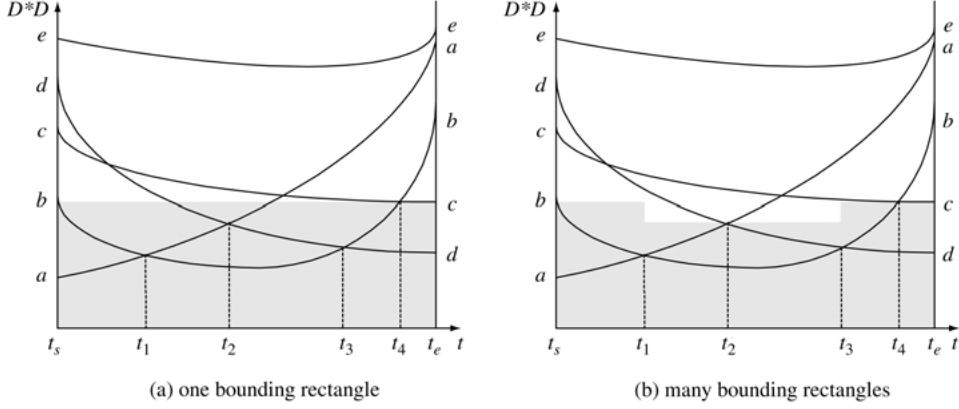 D*D
e
d
c
b
a
e
a
b
c
d
t_s t_1 t_2 t_3 t_4 t_e t
(a) one bounding rectangle
D*D
e
d
c
b
a
e
a
b
c
d
t_s t_1 t_2 t_3 t_4 t_e t
(b) many bounding rectangles